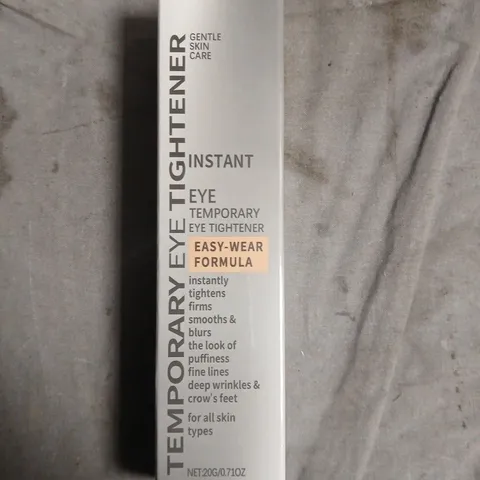 TEMPORARY EYE TIGHTENER
GENTLE
SKIN
CARE
INSTANT
EYE
TEMPORARY
EYE TIGHTENER
EASY-WEAR
FORMULA
instantly
tightens
firms
smooths &
blurs
the look of
puffiness
fine lines
deep wrinkles &
crow's feet
for all skin
types
NET:20G/0.71OZ